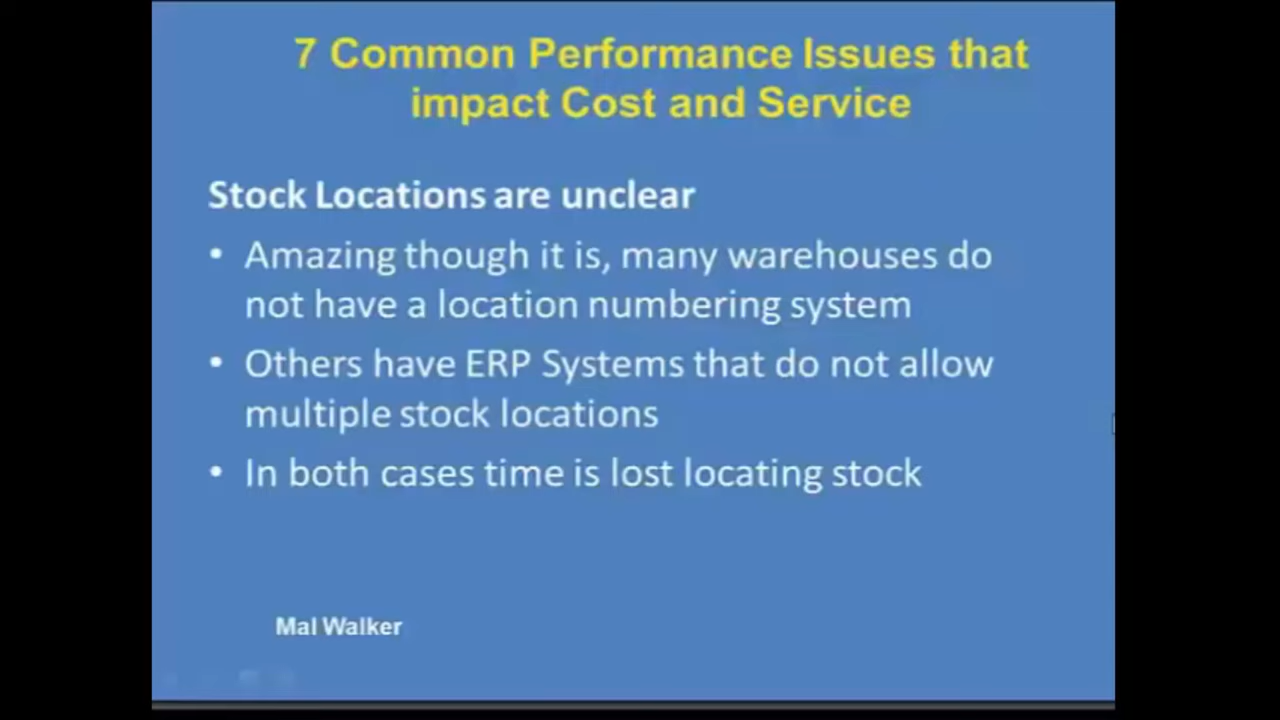 7 Common Performance Issues that
impact Cost and Service
Stock Locations are unclear
• Amazing though it is, many warehouses do
not have a location numbering system
• Others have ERP Systems that do not allow
multiple stock locations
• In both cases time is lost locating stock
Mal Walker